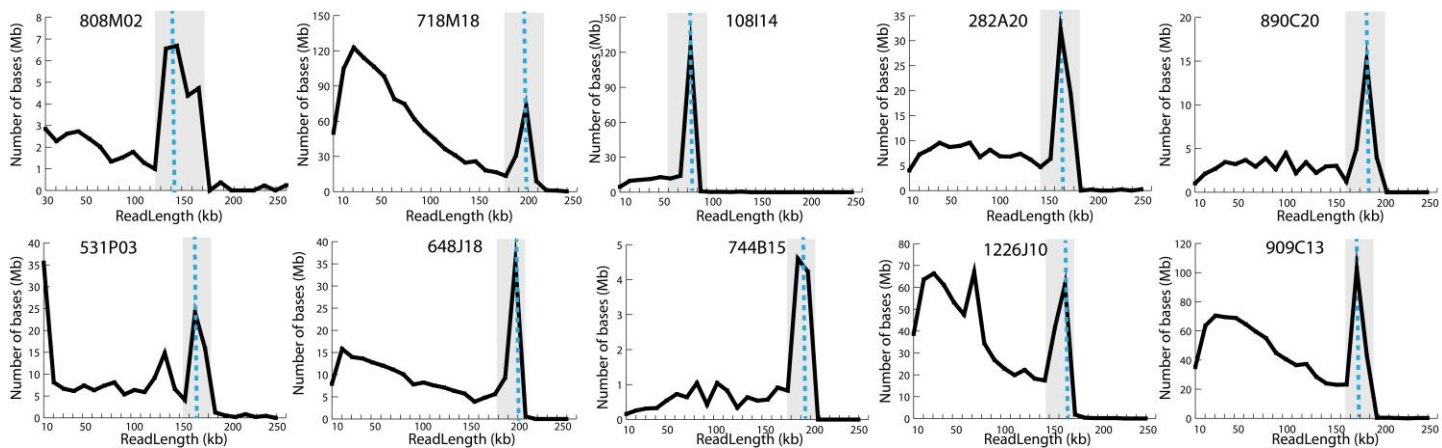 808M02
Number of bases (Mb)
8
7
6
5
4
3
2
1
0
30 50 100 150 200 250
ReadLength (kb)
718M18
Number of bases (Mb)
150
120
90
60
30
0
10 50 100 150 200 250
ReadLength (kb)
108I14
Number of bases (Mb)
150
120
90
60
30
0
10 50 100 150 200 250
ReadLength (kb)
282A20
Number of bases (Mb)
35
30
25
20
15
10
5
0
10 50 100 150 200 250
ReadLength (kb)
890C20
Number of bases (Mb)
20
15
10
5
0
10 50 100 150 200 250
ReadLength (kb)
531P03
Number of bases (Mb)
40
35
30
25
20
15
10
5
0
10 50 100 150 200 250
ReadLength (kb)
648J18
Number of bases (Mb)
40
35
30
25
20
15
10
5
0
10 50 100 150 200 250
ReadLength (kb)
744B15
Number of bases (Mb)
5
4
3
2
1
0
10 50 100 150 200 250
ReadLength (kb)
1226J10
Number of bases (Mb)
80
70
60
50
40
30
20
10
0
10 50 100 150 200 250
ReadLength (kb)
909C13
Number of bases (Mb)
120
100
80
60
40
20
0
10 50 100 150 200 250
ReadLength (kb)